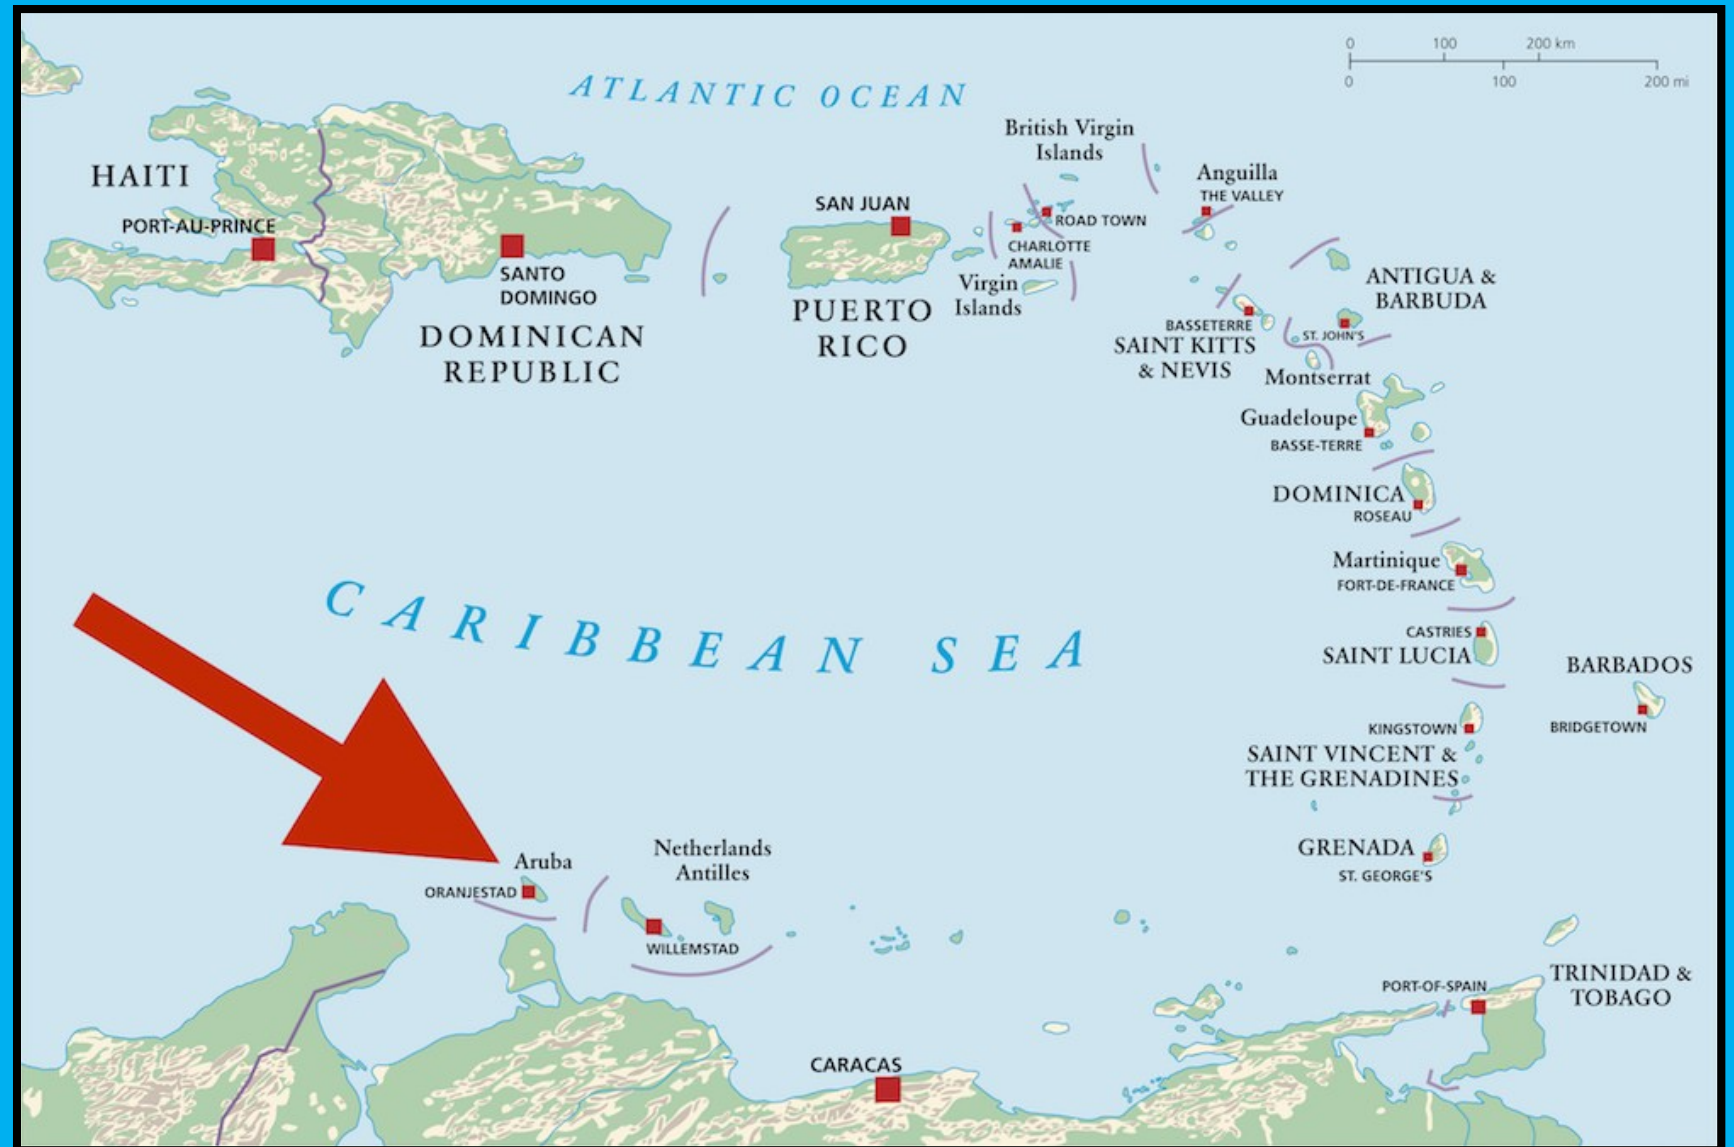 0 100 200 km
0 100 200 mi
ATLANTIC OCEAN
British Virgin
Islands
Anguilla
THE VALLEY
HAITI
PORT-AU-PRINCE
SANTO
DOMINGO
DOMINICAN
REPUBLIC
SAN JUAN
PUERTO
RICO
ROAD TOWN
CHARLOTTE
AMALIE
Virgin
Islands
ANTIGUA &
BARBUDA
ST. JOHN'S
BASSETERRE
SAINT KITTS
& NEVIS
Montserrat
Guadeloupe
BASSE-TERRE
DOMINICA
ROSEAU
Martinique
FORT-DE-FRANCE
CARIBBEAN SEA
CASTRIES
SAINT LUCIA
BARBADOS
BRIDGETOWN
KINGSTOWN
SAINT VINCENT &
THE GRENADINES
GRENADA
ST. GEORGE'S
Aruba
ORANJESTAD
Netherlands
Antilles
WILLEMSTAD
PORT-OF-SPAIN
TRINIDAD &
TOBAGO
CARACAS